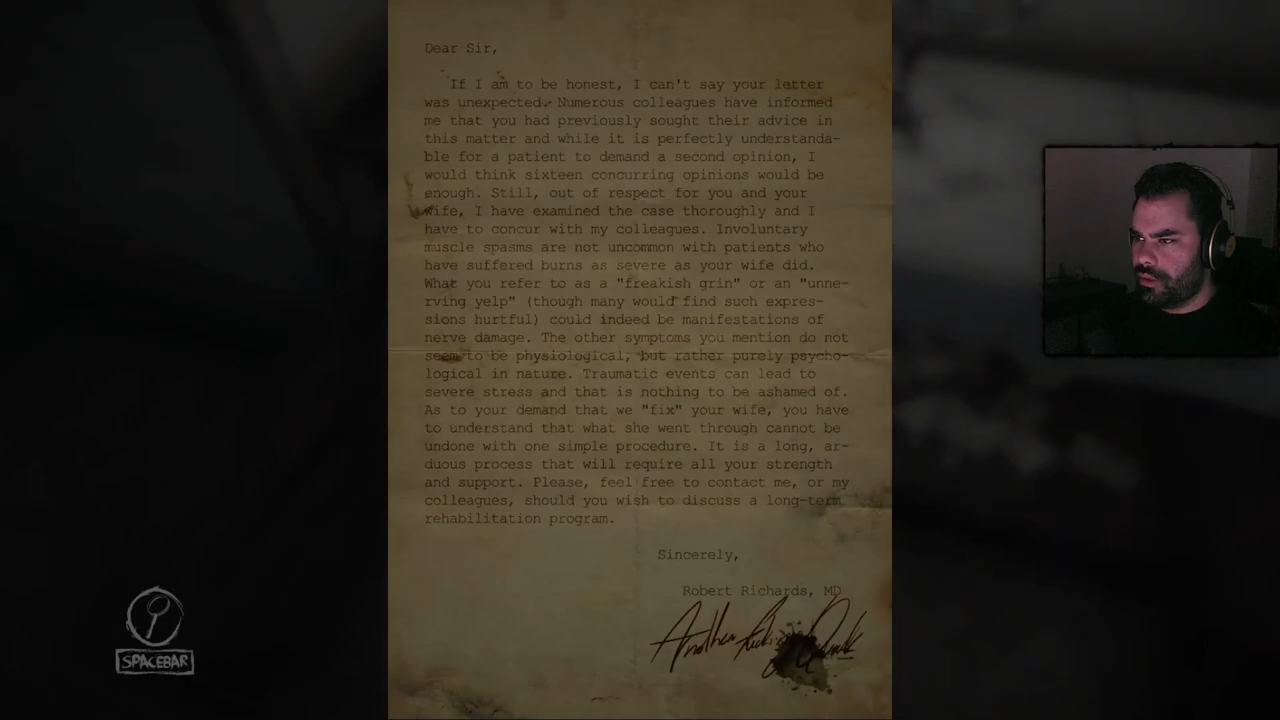 Dear Sir,
If I am to be honest, I can't say your letter
was unexpected. Numerous colleagues have informed
me that you had previously sought their advice in
this matter and while it is perfectly understanda-
ble for a patient to demand a second opinion, I
would think sixteen concurring opinions would be
enough. Still, out of respect for you and your
wife, I have examined the case thoroughly and I
have to concur with my colleagues. Involuntary
muscle spasms are not uncommon with patients who
have suffered burns as severe as your wife did.
What you refer to as a "freakish grin" or an "unne-
rving yelp" (though many would find such expres-
sions hurtful) could indeed be manifestations of
nerve damage. The other symptoms you mention do not
seem to be physiological, but rather purely psycho-
logical in nature. Traumatic events can lead to
severe stress and that is nothing to be ashamed of.
As to your demand that we "fix" your wife, you have
to understand that what she went through cannot be
undone with one simple procedure. It is a long, ar-
duous process that will require all your strength
and support. Please, feel free to contact me, or my
colleagues, should you wish to discuss a long-term
rehabilitation program.
Sincerely,
Robert Richards, MD
Another
SPACEBAR